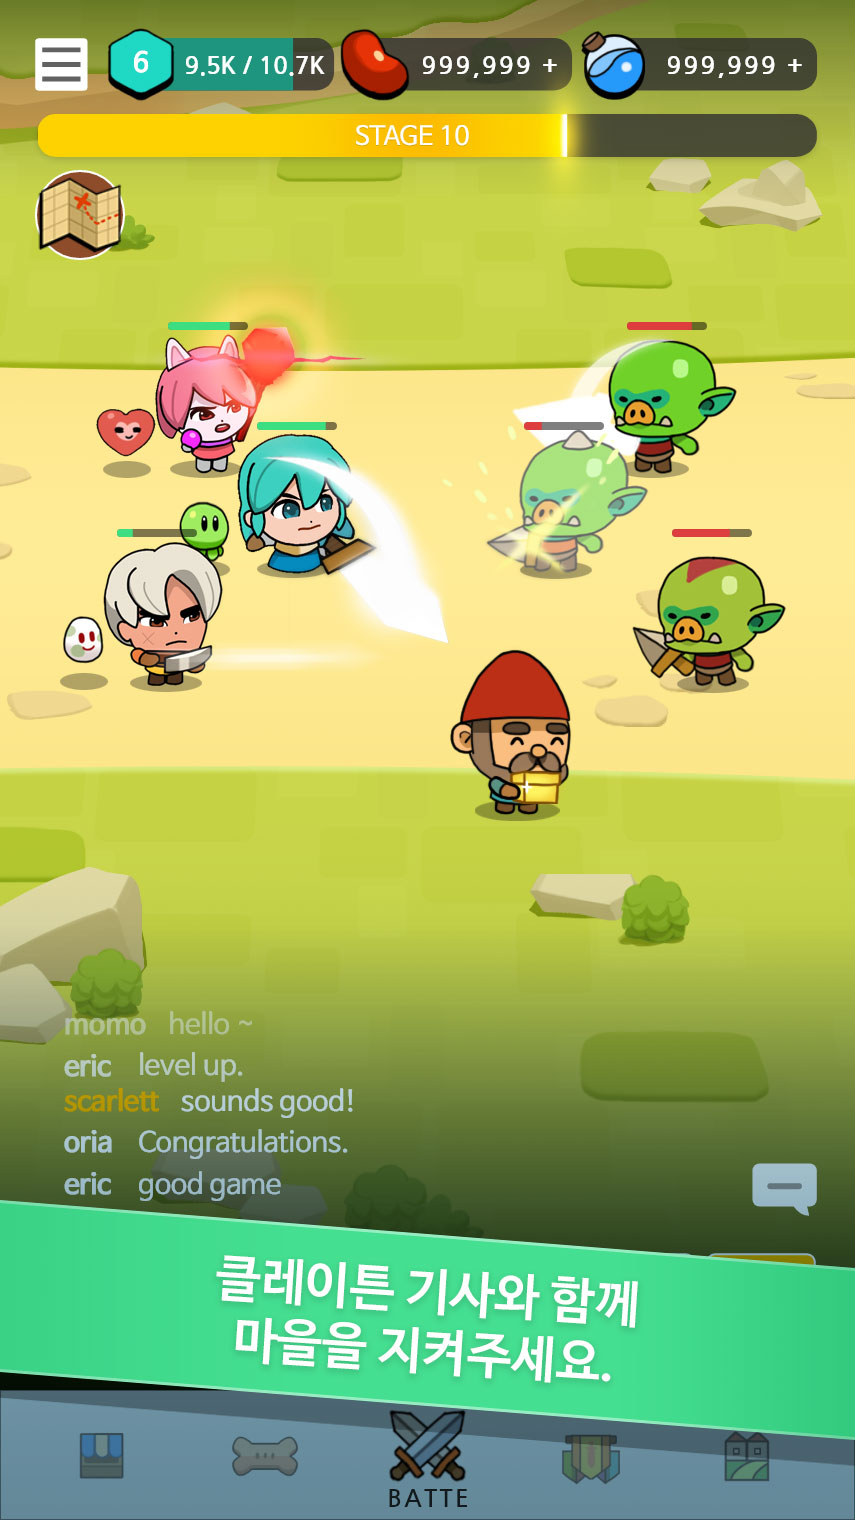 6 9.5K / 10.7K 999,999 + 999,999 +
STAGE 10
momo hello ~
eric level up.
scarlett sounds good!
oria Congratulations.
eric good game
클레이튼 기사와 함께
마을을 지켜주세요.
BATTE